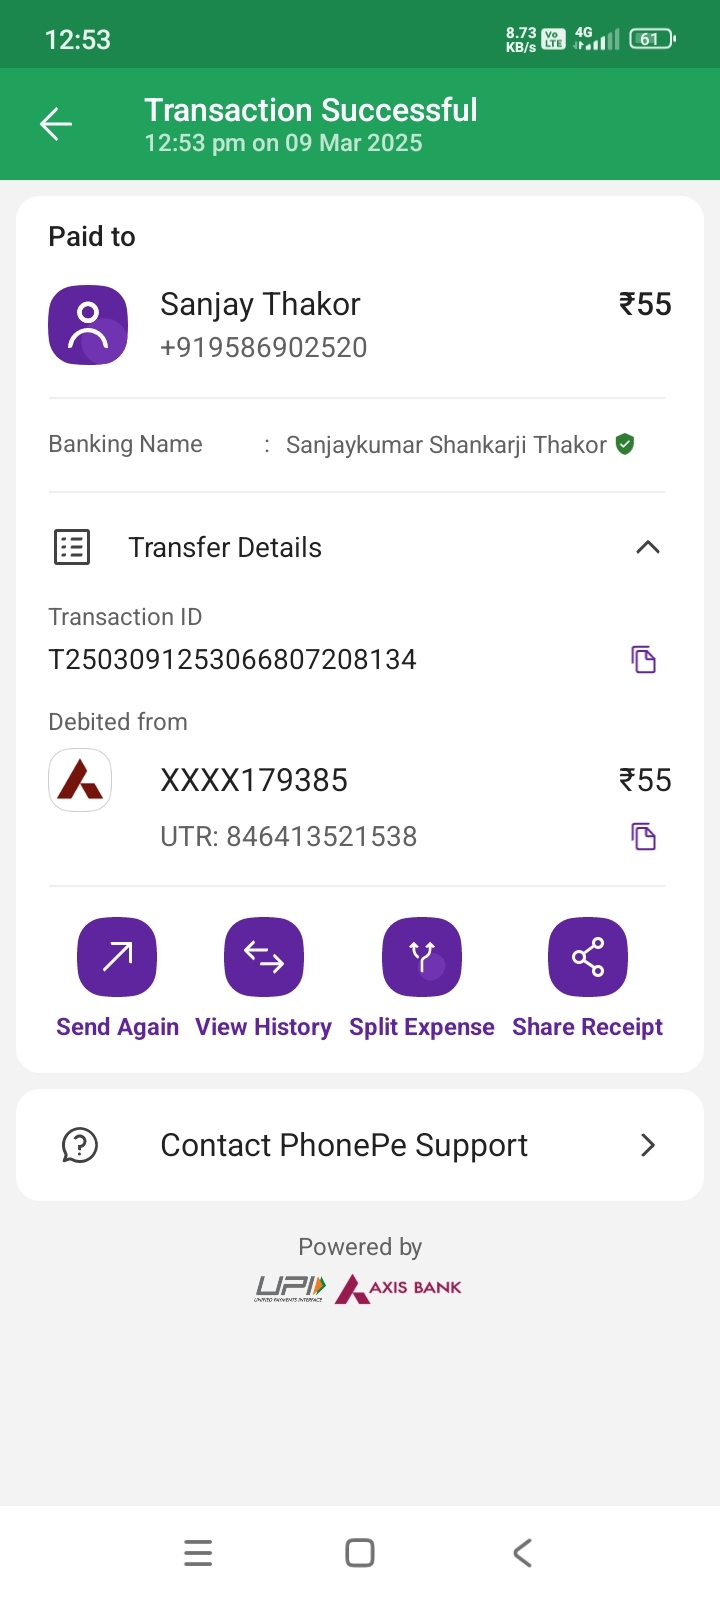 12:53
8.73 KB/s Vo LTE 4G 61
Transaction Successful
12:53 pm on 09 Mar 2025
Paid to
Sanjay Thakor ₹55
+919586902520
Banking Name : Sanjaykumar Shankarji Thakor
Transfer Details
Transaction ID
T2503091253066807208134
Debited from
XXXX179385 ₹55
UTR: 846413521538
Send Again View History Split Expense Share Receipt
Contact PhonePe Support
Powered by
UPI AXIS BANK
UNIFIED PAYMENTS INTERFACE